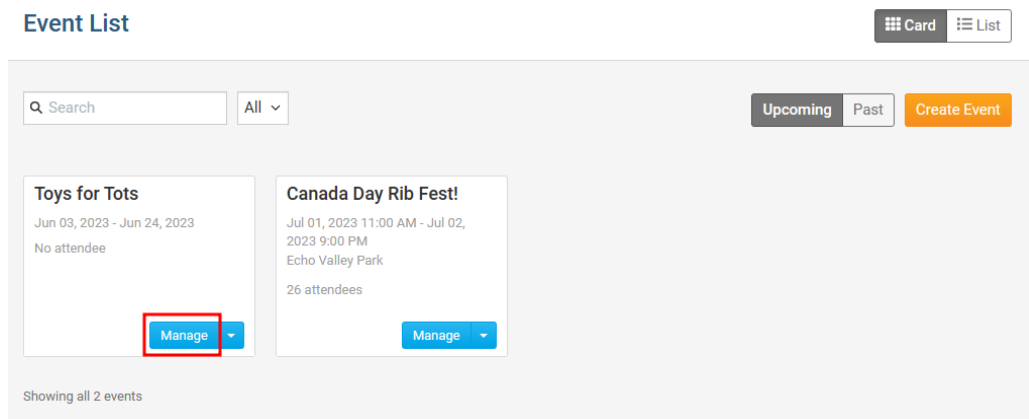 Event List
Card
List
Search
All
Upcoming
Past
Create Event
Toys for Tots
Jun 03, 2023 - Jun 24, 2023
No attendee
Manage
Canada Day Rib Fest!
Jul 01, 2023 11:00 AM - Jul 02,
2023 9:00 PM
Echo Valley Park
26 attendees
Manage
Showing all 2 events